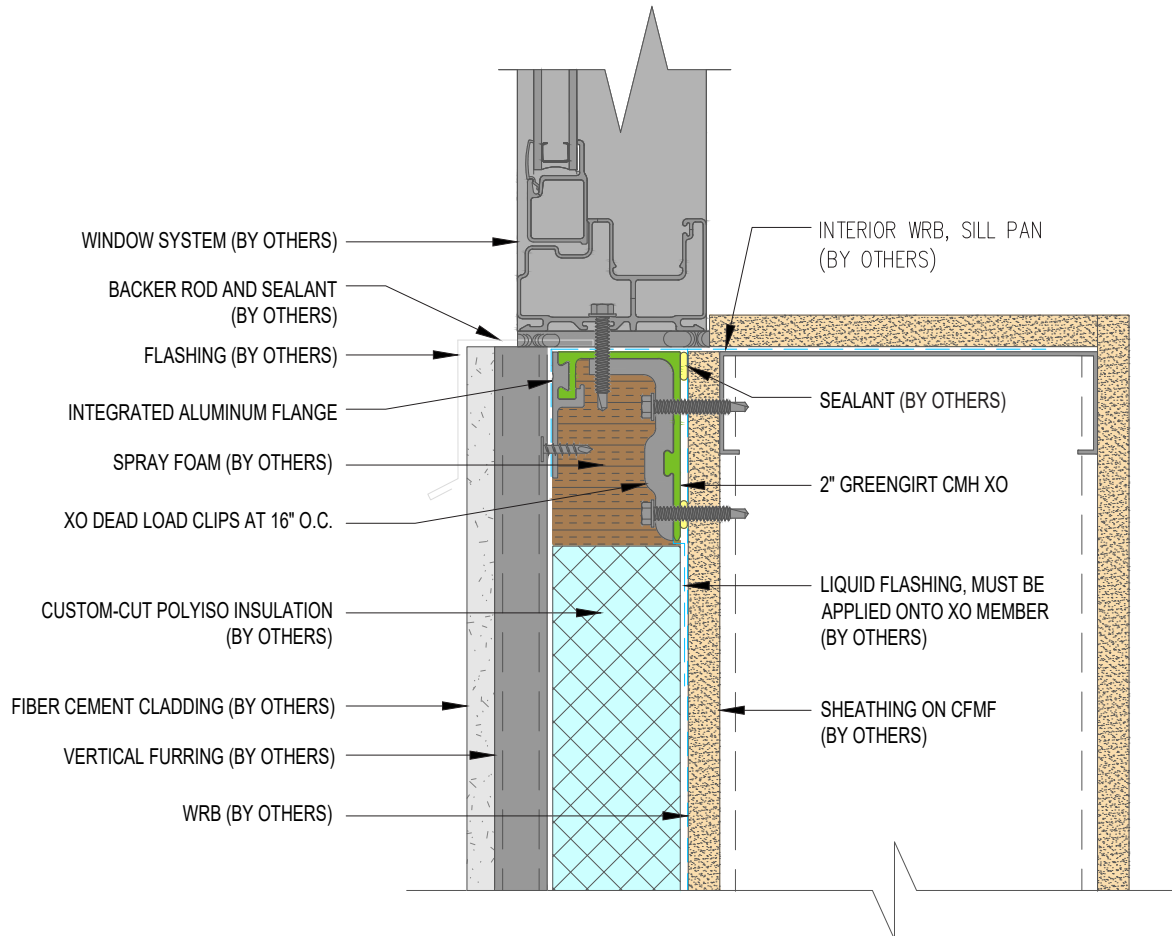 WINDOW SYSTEM (BY OTHERS)
BACKER ROD AND SEALANT
(BY OTHERS)
FLASHING (BY OTHERS)
INTEGRATED ALUMINUM FLANGE
SPRAY FOAM (BY OTHERS)
XO DEAD LOAD CLIPS AT 16" O.C.
CUSTOM-CUT POLYISO INSULATION
(BY OTHERS)
FIBER CEMENT CLADDING (BY OTHERS)
VERTICAL FURRING (BY OTHERS)
WRB (BY OTHERS)
INTERIOR WRB, SILL PAN
(BY OTHERS)
SEALANT (BY OTHERS)
2" GREENGIRT CMH XO
LIQUID FLASHING, MUST BE
APPLIED ONTO XO MEMBER
(BY OTHERS)
SHEATHING ON CFMF
(BY OTHERS)